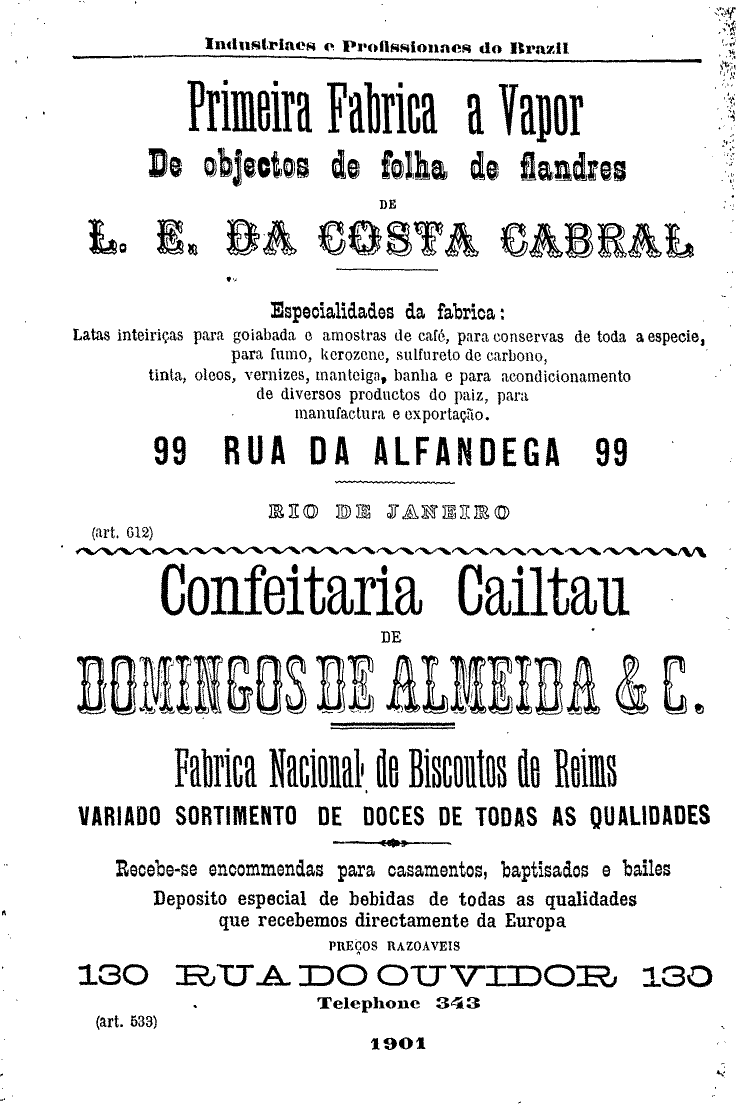 Industriaes e Profissionaes do Brazil
Primeira Fabrica a Vapor
De objectos de folha de flandres
DE
L. E. DA COSTA CABRAL
Especialidades da fabrica:
Latas inteiriças para goiabada e amostras de café, para conservas de toda a especie,
para fumo, kerozene, sulfureto de carbono,
tinta, oleos, vernizes, manteiga, banha e para acondicionamento
de diversos productos do paiz, para
manufactura e exportação.
99 RUA DA ALFANDEGA 99
RIO DE JANEIRO
(art. 612)
Confeitaria Cailtau
DE
DOMINGOS DE ALMEIDA & C.
Fabrica Nacional de Biscoutos de Reims
VARIADO SORTIMENTO DE DOCES DE TODAS AS QUALIDADES
Recebe-se encommendas para casamentos, baptisados e bailes
Deposito especial de bebidas de todas as qualidades
que recebemos directamente da Europa
PREÇOS RAZOAVEIS
130 RUA DO OUVIDOR 130
Telephone 343
(art. 533)
1901